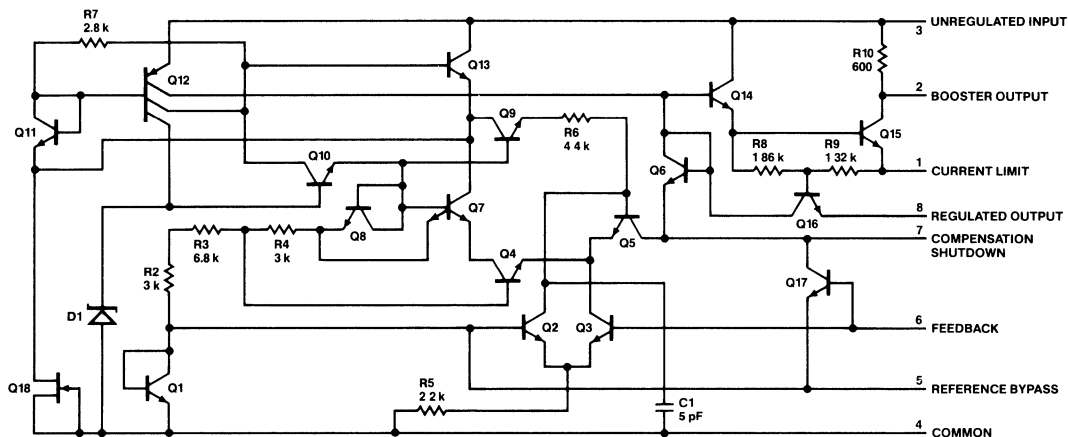 R7
2.8 k
UNREGULATED INPUT
3
R10
600
Q12
Q13
Q14
2
BOOSTER OUTPUT
Q11
Q9
R6
4 4 k
Q15
R8
1 86 k
R9
1 32 k
1
CURRENT LIMIT
Q10
Q6
Q7
8
REGULATED OUTPUT
Q16
R3
6.8 k
R4
3 k
Q8
Q5
7
COMPENSATION
SHUTDOWN
R2
3 k
Q4
Q17
D1
Q2
Q3
6
FEEDBACK
Q18
Q1
5
REFERENCE BYPASS
R5
2 2 k
C1
5 pF
4
COMMON